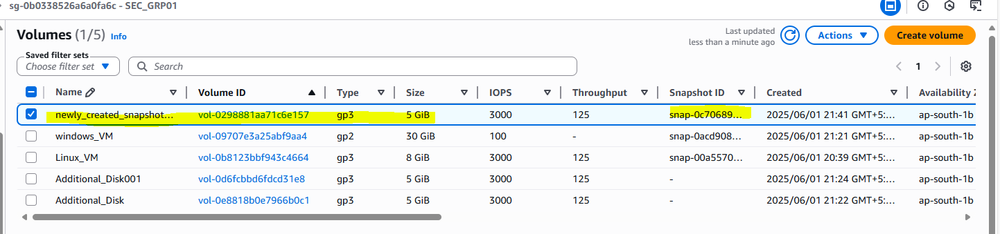 sg-0b0338526a6a0fa6c - SEC_GRP01
Volumes (1/5) Info
Last updated
less than a minute ago
Actions
Create volume
Saved filter sets
Choose filter set
Search
1
Name Volume ID Type Size IOPS Throughput Snapshot ID Created Availability Z
newly_created_snapshot... vol-0298881aa71c6e157 gp3 5 GiB 3000 125 snap-0c70689... 2025/06/01 21:41 GMT+5:... ap-south-1b
windows_VM vol-09707e3a25abf9aa4 gp2 30 GiB 100 - snap-0acd908... 2025/06/01 21:21 GMT+5:... ap-south-1b
Linux_VM vol-0b8123bbf943c4664 gp3 8 GiB 3000 125 snap-00a5570... 2025/06/01 20:39 GMT+5:... ap-south-1b
Additional_Disk001 vol-0d6fcbbd6fdcd31e8 gp3 5 GiB 3000 125 - 2025/06/01 21:24 GMT+5:... ap-south-1b
Additional_Disk vol-0e8818b0e7966b0c1 gp3 5 GiB 3000 125 - 2025/06/01 21:22 GMT+5:... ap-south-1b